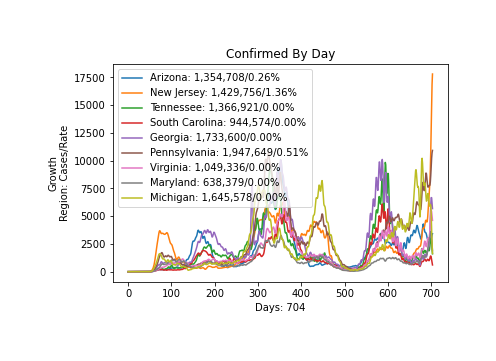 Confirmed By Day
Growth
Region: Cases/Rate
17500
15000
12500
10000
7500
5000
2500
0
Arizona: 1,354,708/0.26%
New Jersey: 1,429,756/1.36%
Tennessee: 1,366,921/0.00%
South Carolina: 944,574/0.00%
Georgia: 1,733,600/0.00%
Pennsylvania: 1,947,649/0.51%
Virginia: 1,049,336/0.00%
Maryland: 638,379/0.00%
Michigan: 1,645,578/0.00%
0 100 200 300 400 500 600 700
Days: 704